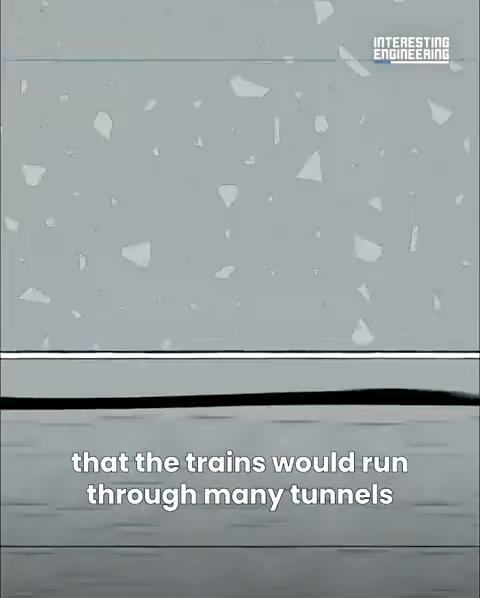 INTERESTING
ENGINEERING
that the trains would run
through many tunnels